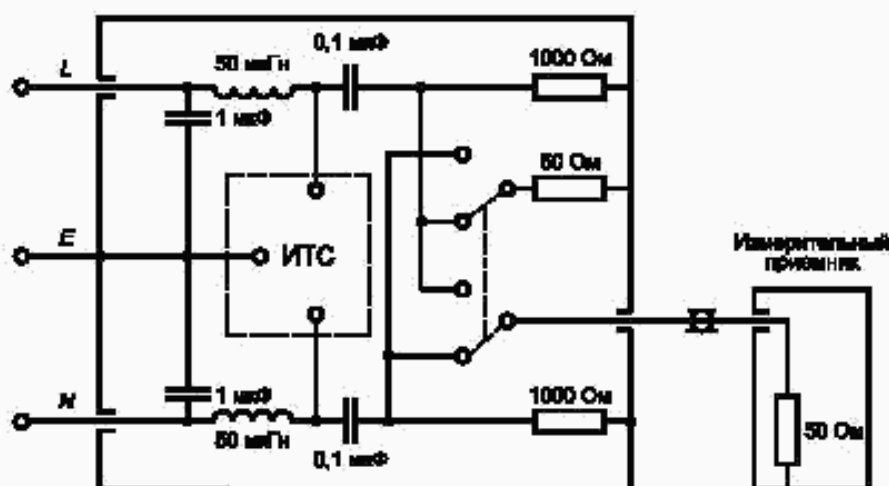 L
50 мкГн
0,1 мкФ
1000 Ом
1 мкФ
50 Ом
E
ИТС
Измерительный
приемник
N
1 мкФ
50 мкГн
0,1 мкФ
1000 Ом
50 Ом